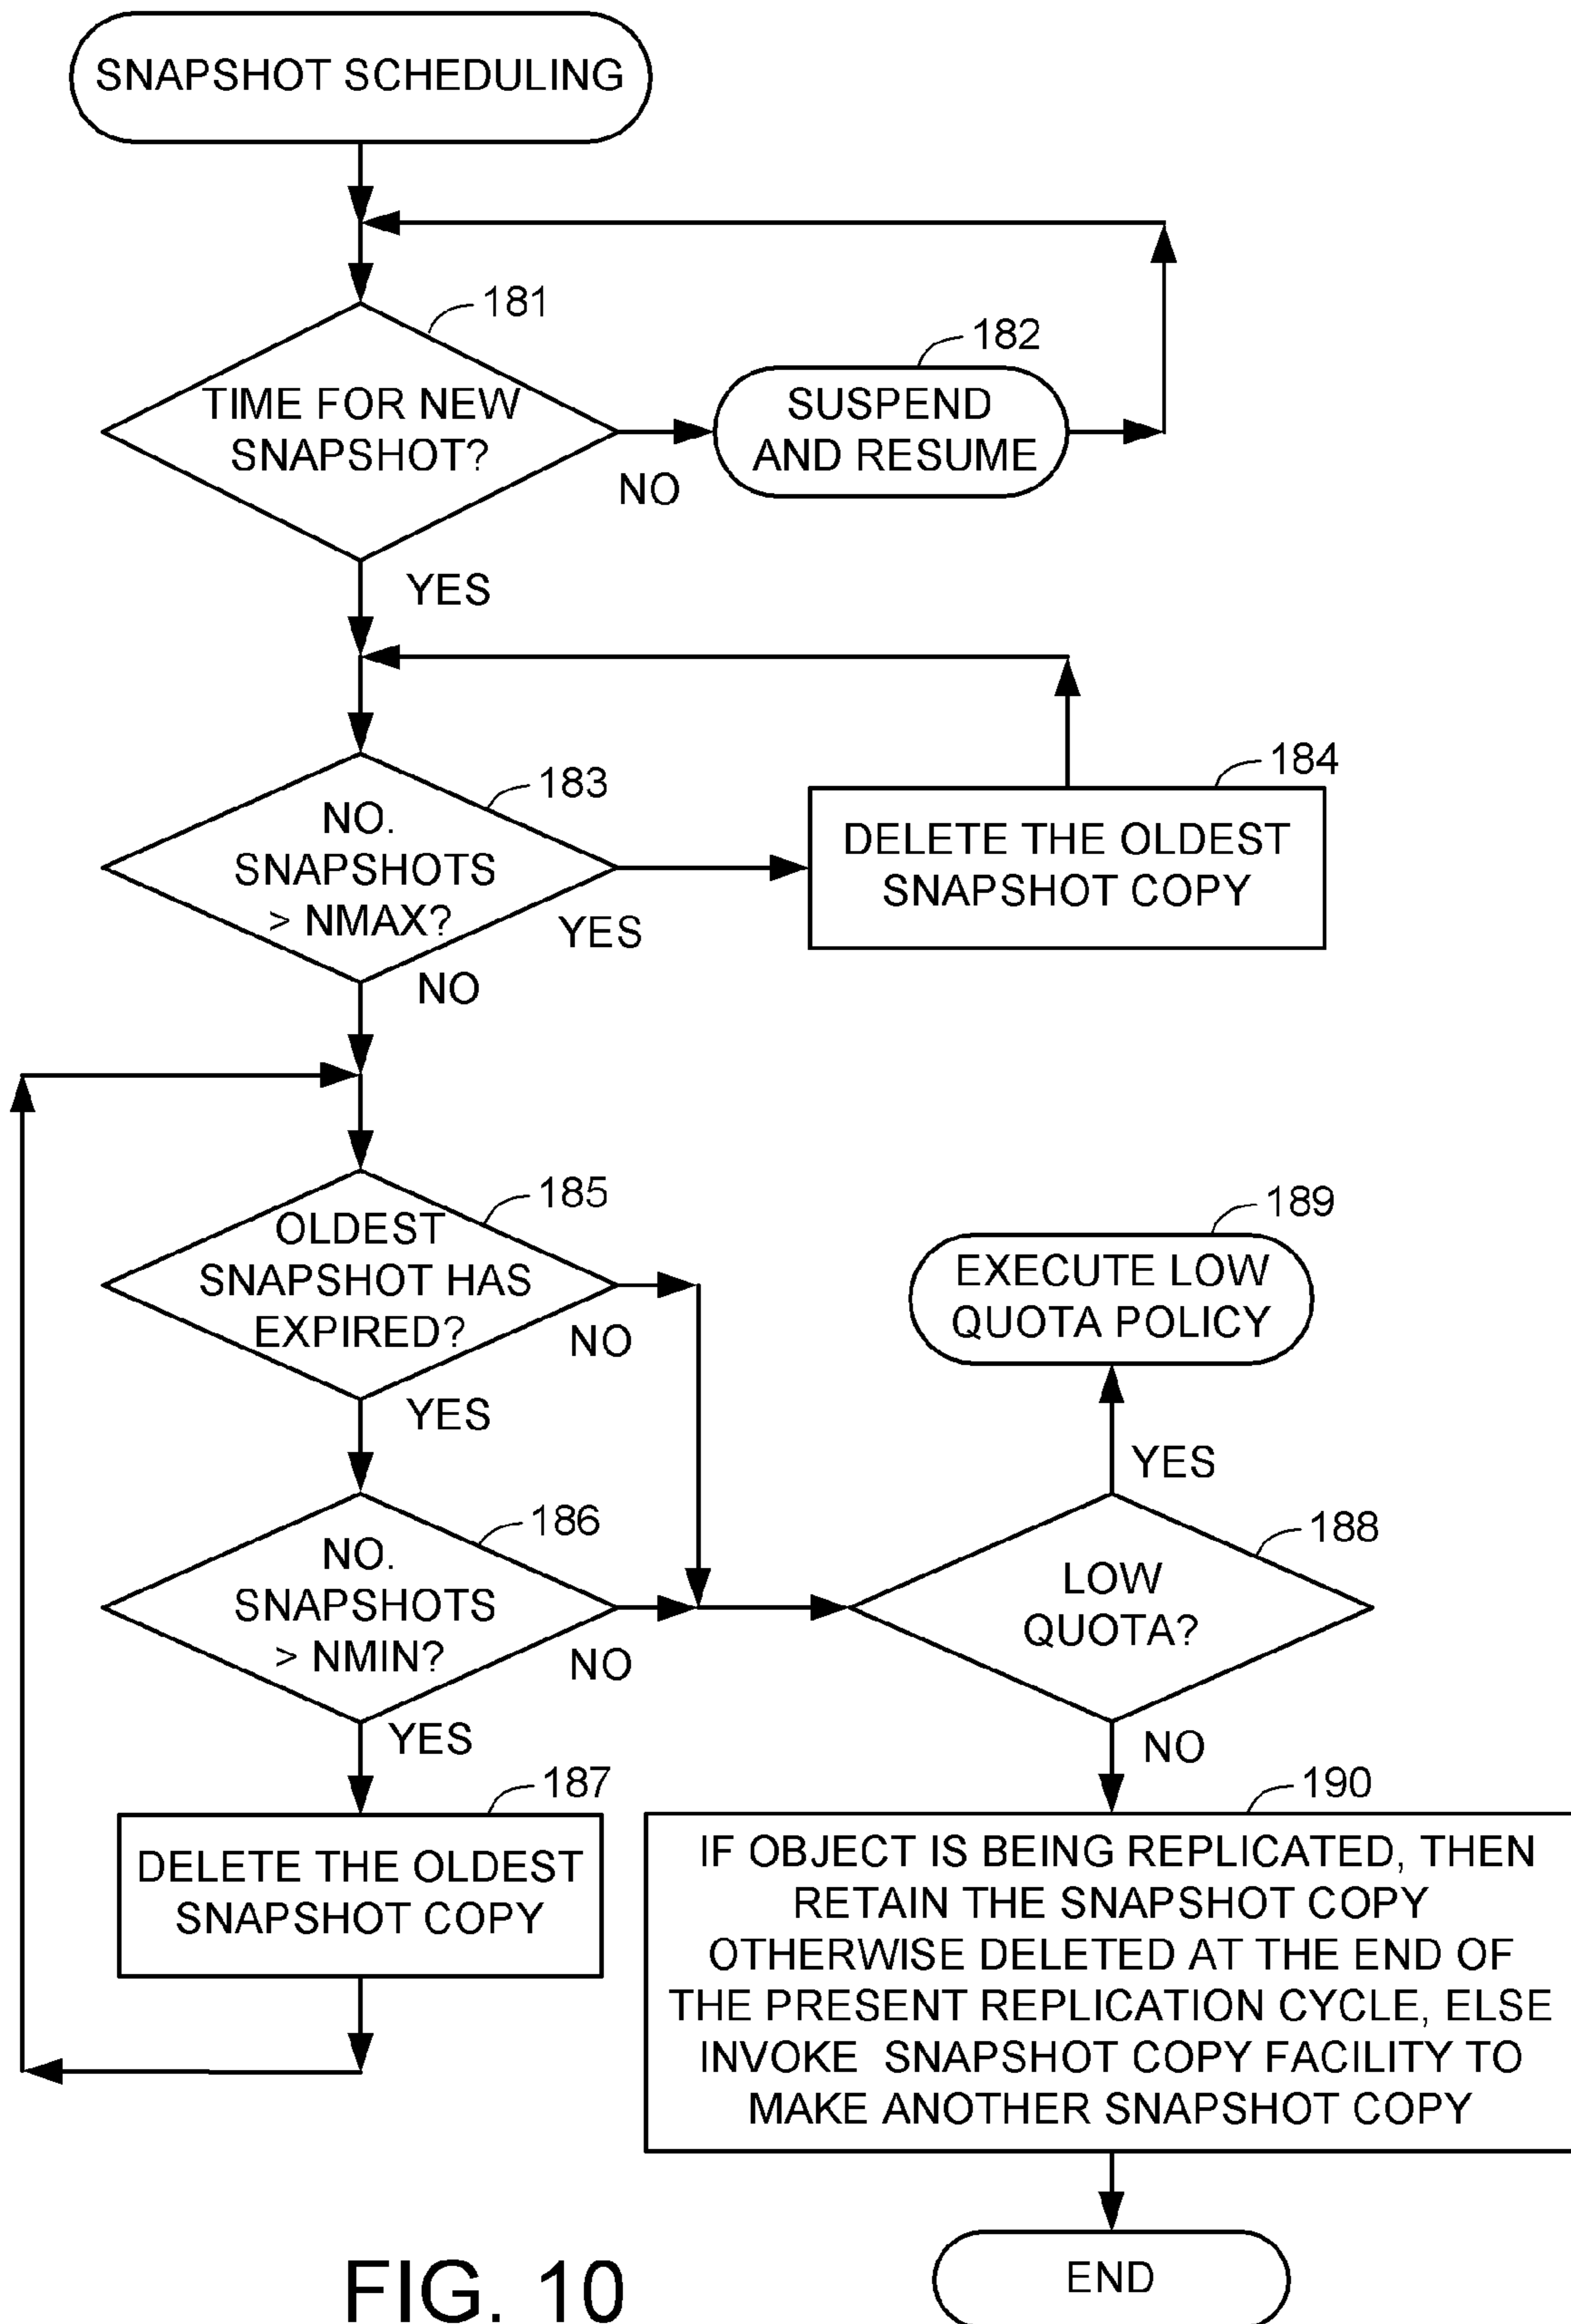 SNAPSHOT SCHEDULING
181
TIME FOR NEW
SNAPSHOT?
NO
182
SUSPEND
AND RESUME
YES
183
NO.
SNAPSHOTS
> NMAX?
YES
NO
184
DELETE THE OLDEST
SNAPSHOT COPY
185
OLDEST
SNAPSHOT HAS
EXPIRED?
NO
YES
186
NO.
SNAPSHOTS
> NMIN?
NO
YES
187
DELETE THE OLDEST
SNAPSHOT COPY
189
EXECUTE LOW
QUOTA POLICY
YES
188
LOW
QUOTA?
NO
190
IF OBJECT IS BEING REPLICATED, THEN
RETAIN THE SNAPSHOT COPY
OTHERWISE DELETED AT THE END OF
THE PRESENT REPLICATION CYCLE, ELSE
INVOKE SNAPSHOT COPY FACILITY TO
MAKE ANOTHER SNAPSHOT COPY
END
FIG. 10